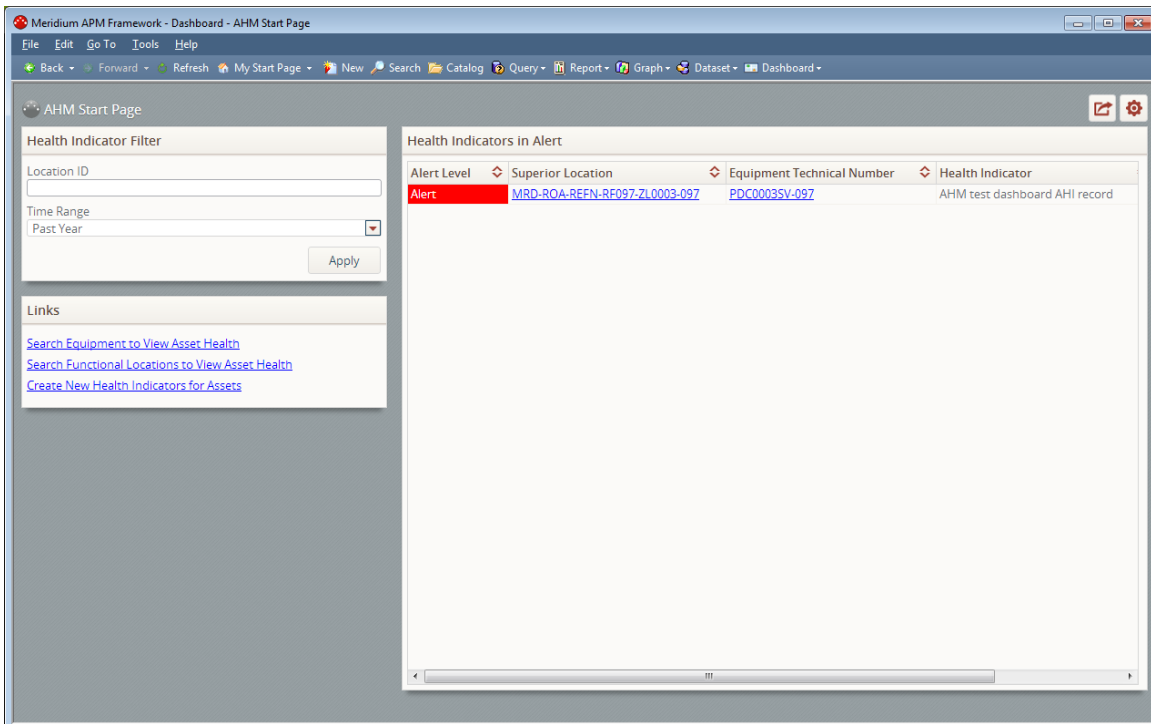 Meridium APM Framework - Dashboard - AHM Start Page
File Edit Go To Tools Help
Back Forward Refresh My Start Page New Search Catalog Query Report Graph Dataset Dashboard
AHM Start Page
Health Indicator Filter
Location ID
Time Range
Past Year
Apply
Links
Search Equipment to View Asset Health
Search Functional Locations to View Asset Health
Create New Health Indicators for Assets
Health Indicators in Alert
Alert Level Superior Location Equipment Technical Number Health Indicator
Alert MRD-ROA-REFN-RF097-ZL0003-097 PDC0003SV-097 AHM test dashboard AHI record